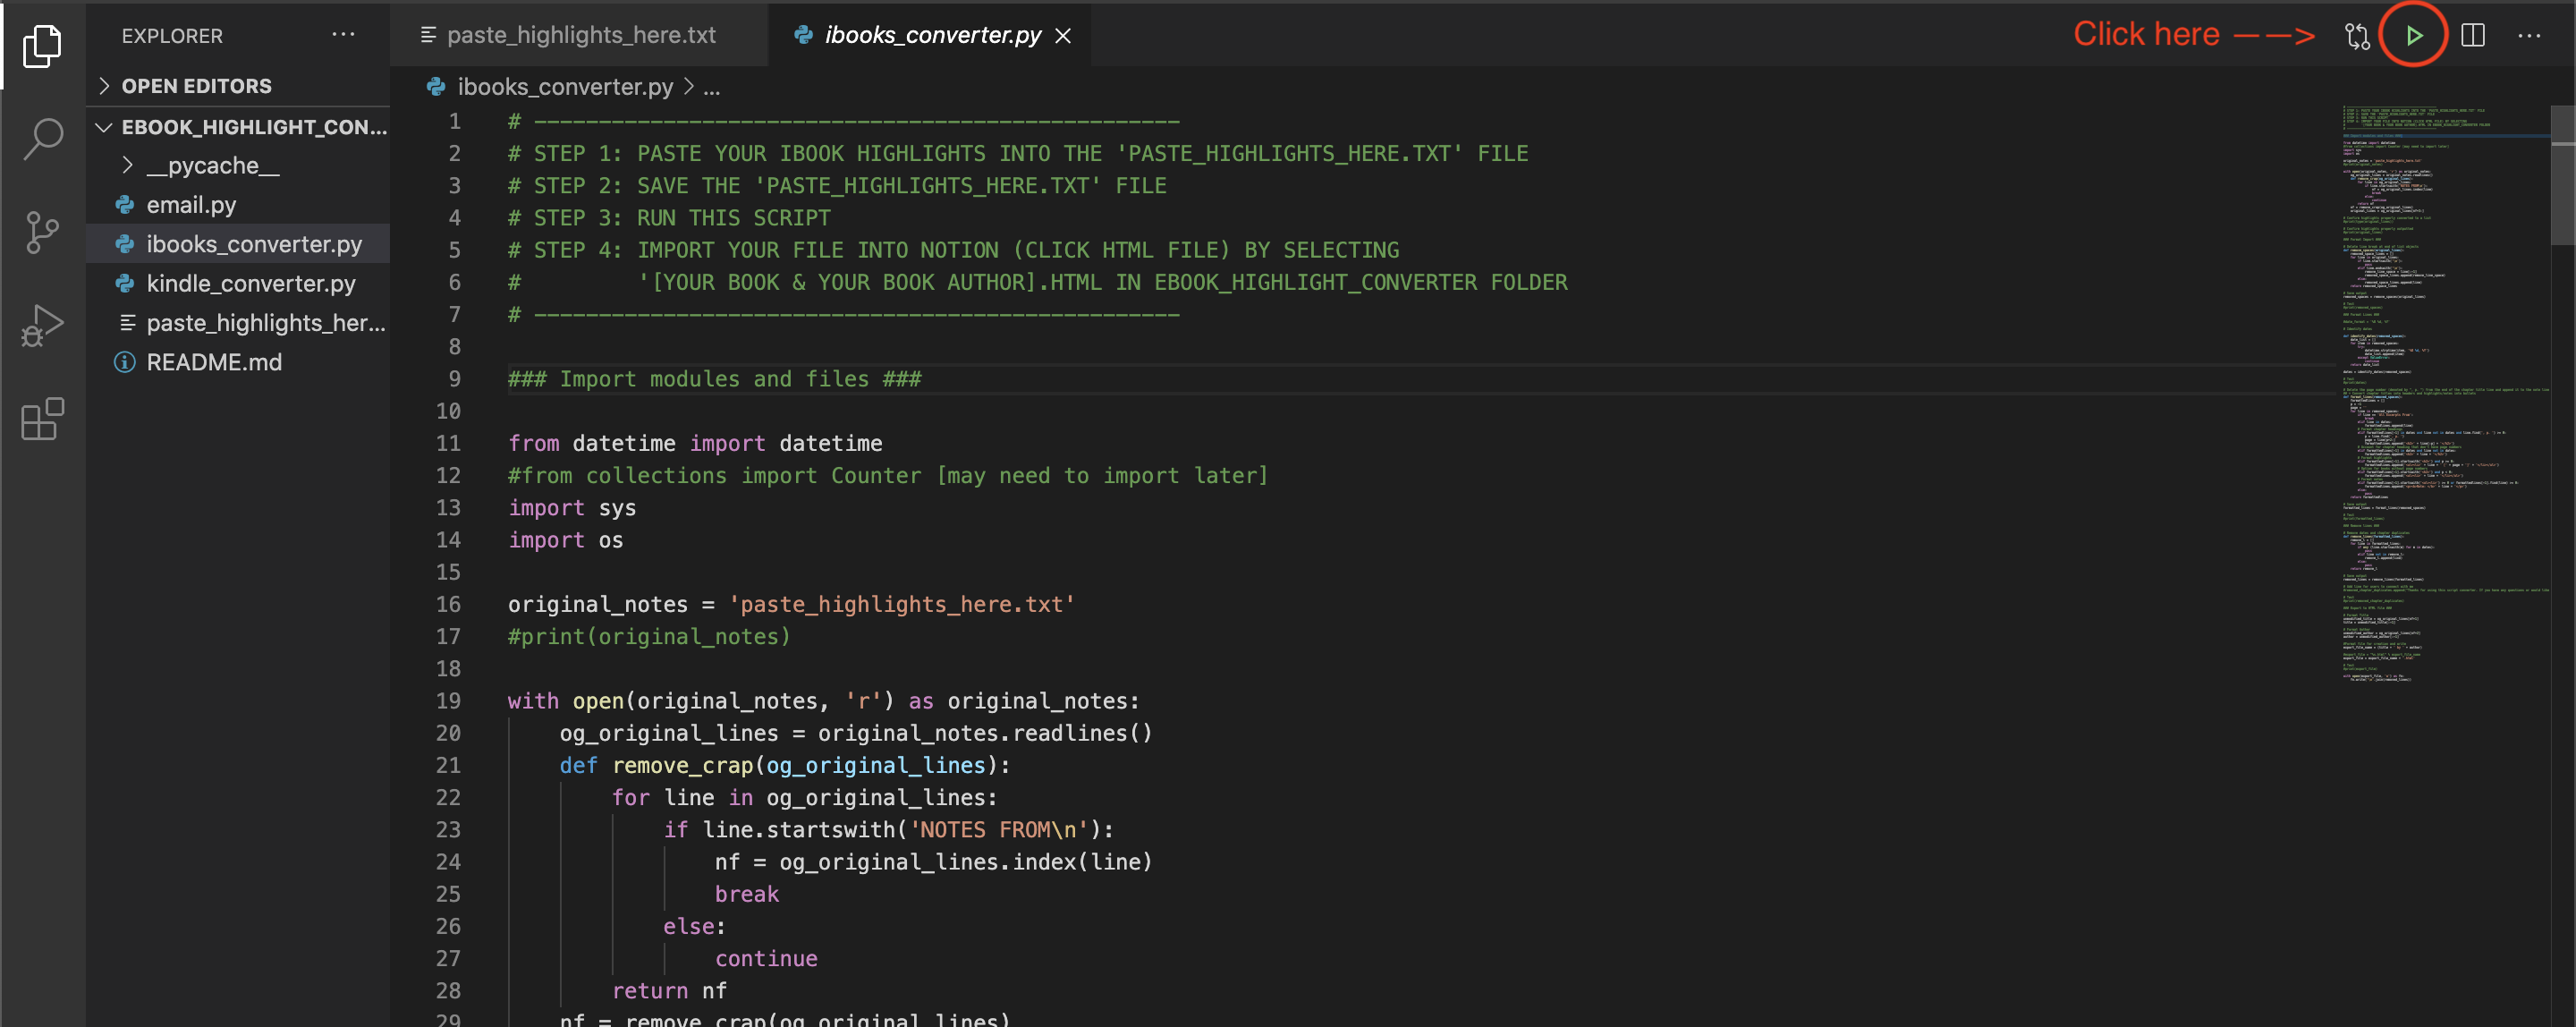 EXPLORER ...
OPEN EDITORS
EBOOK_HIGHLIGHT_CON...
__pycache__
email.py
ibooks_converter.py
kindle_converter.py
paste_highlights_her...
README.md
paste_highlights_here.txt
ibooks_converter.py
Click here ——>
...
ibooks_converter.py > ...
1 # --------------------------------------------------
2 # STEP 1: PASTE YOUR IBOOK HIGHLIGHTS INTO THE 'PASTE_HIGHLIGHTS_HERE.TXT' FILE
3 # STEP 2: SAVE THE 'PASTE_HIGHLIGHTS_HERE.TXT' FILE
4 # STEP 3: RUN THIS SCRIPT
5 # STEP 4: IMPORT YOUR FILE INTO NOTION (CLICK HTML FILE) BY SELECTING
6 #         '[YOUR BOOK & YOUR BOOK AUTHOR].HTML IN EBOOK_HIGHLIGHT_CONVERTER FOLDER
7 # --------------------------------------------------
8
9 ### Import modules and files ###
10
11 from datetime import datetime
12 #from collections import Counter [may need to import later]
13 import sys
14 import os
15
16 original_notes = 'paste_highlights_here.txt'
17 #print(original_notes)
18
19 with open(original_notes, 'r') as original_notes:
20     og_original_lines = original_notes.readlines()
21     def remove_crap(og_original_lines):
22         for line in og_original_lines:
23             if line.startswith('NOTES FROM\n'):
24                 nf = og_original_lines.index(line)
25                 break
26             else:
27                 continue
28         return nf
29     nf = remove_crap(og_original_lines)